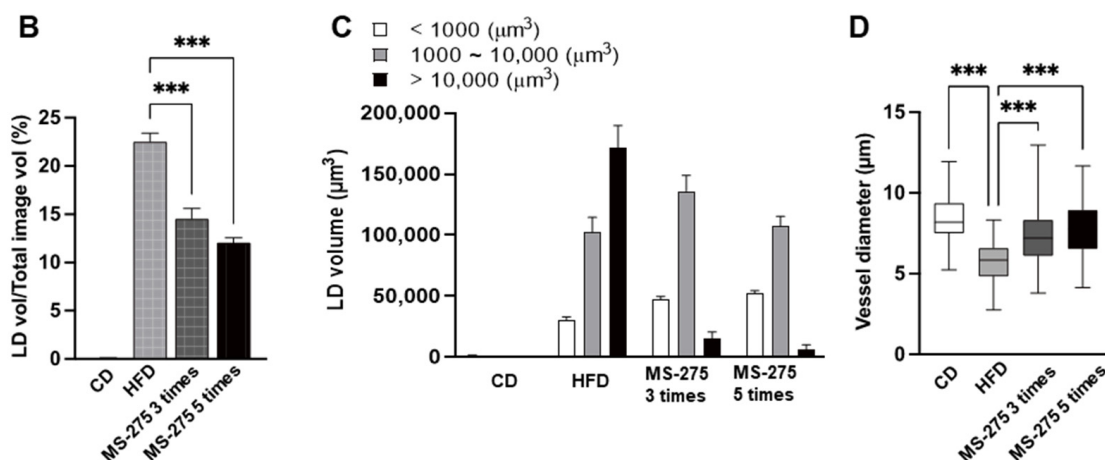 B
***
***
25
20
15
10
5
0
LD vol/Total image vol (%)
CD
HFD
MS-275 3 times
MS-275 5 times
C
< 1000 (μm³)
1000 ~ 10,000 (μm³)
> 10,000 (μm³)
200,000
150,000
100,000
50,000
0
LD volume (μm³)
CD
HFD
MS-275
3 times
MS-275
5 times
D
***
***
***
15
10
5
0
Vessel diameter (μm)
CD
HFD
MS-275 3 times
MS-275 5 times